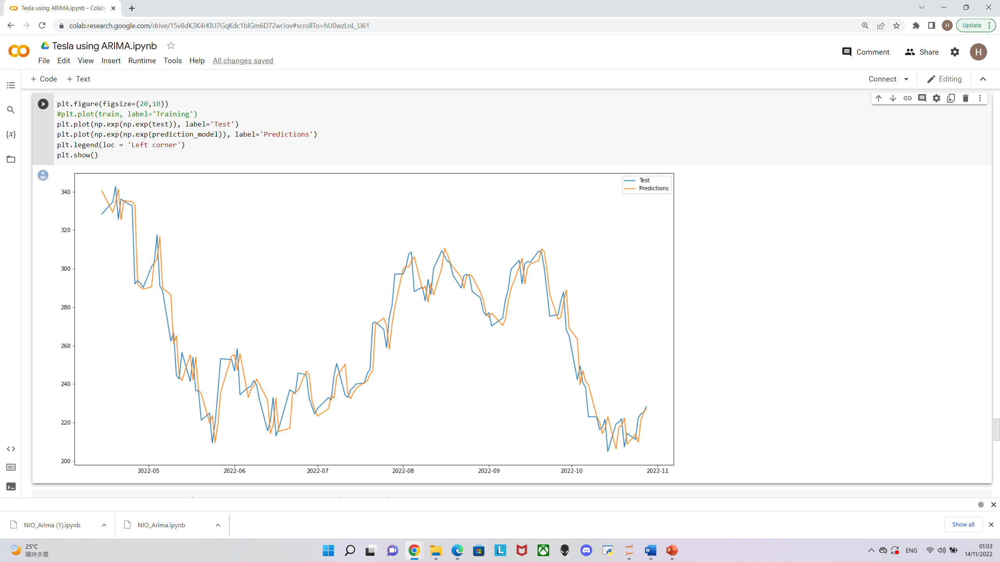 Tesla using ARIMA.ipynb - Colab
colab.research.google.com/drive/15v8dK3K4rKlU7GqKdc1blGm6D72wrJov#scrollTo=hU0wzLnL_U61
H
Update
Tesla using ARIMA.ipynb
Comment
Share
H
File Edit View Insert Runtime Tools Help All changes saved
+ Code + Text
Connect
Editing
{x}
plt.figure(figsize=(20,10))
#plt.plot(train, label='Training')
plt.plot(np.exp(np.exp(test)), label='Test')
plt.plot(np.exp(np.exp(prediction_model)), label='Predictions')
plt.legend(loc = 'Left corner')
plt.show()
Test
Predictions
340
320
300
280
260
240
220
200
2022-05 2022-06 2022-07 2022-08 2022-09 2022-10 2022-11
NIO_Arima (1).ipynb
NIO_Arima.ipynb
Show all
25°C
晴時多雲
ENG
01:03
14/11/2022